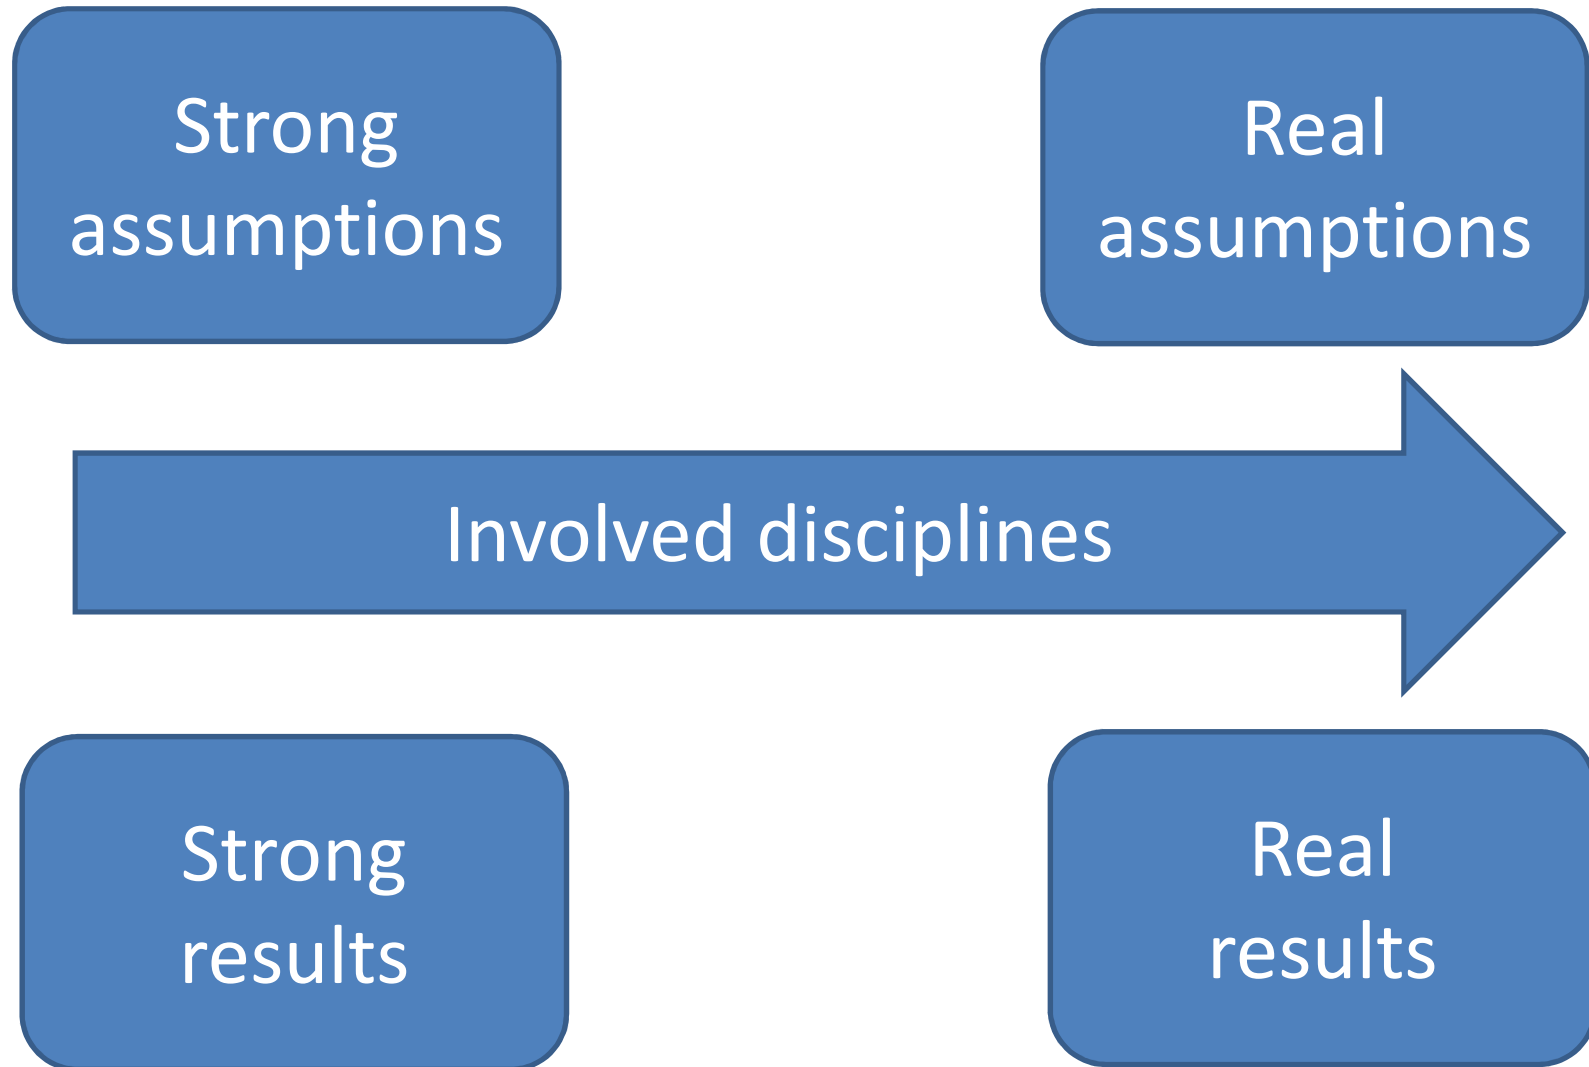 Strong
assumptions
Real
assumptions
Involved disciplines
Strong
results
Real
results